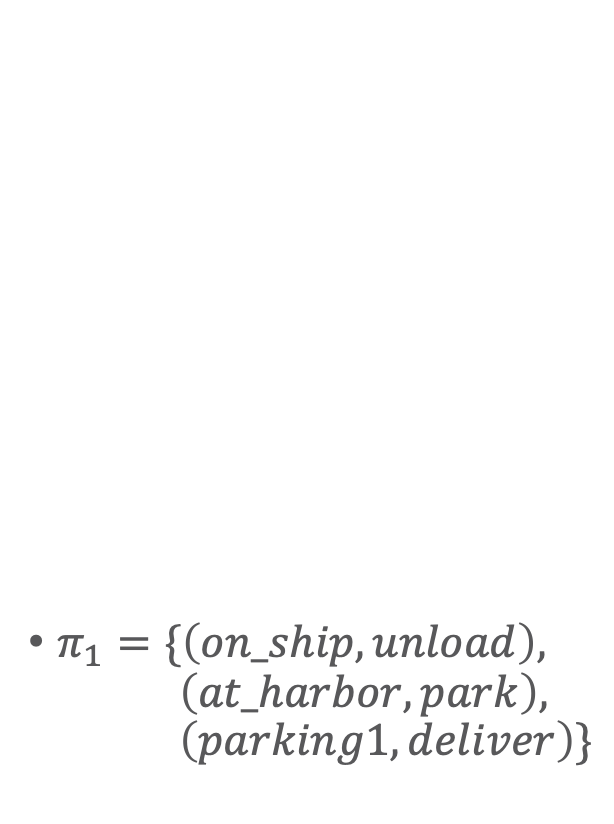 • π₁ = {(on_ship, unload),
(at_harbor, park),
(parking1, deliver)}